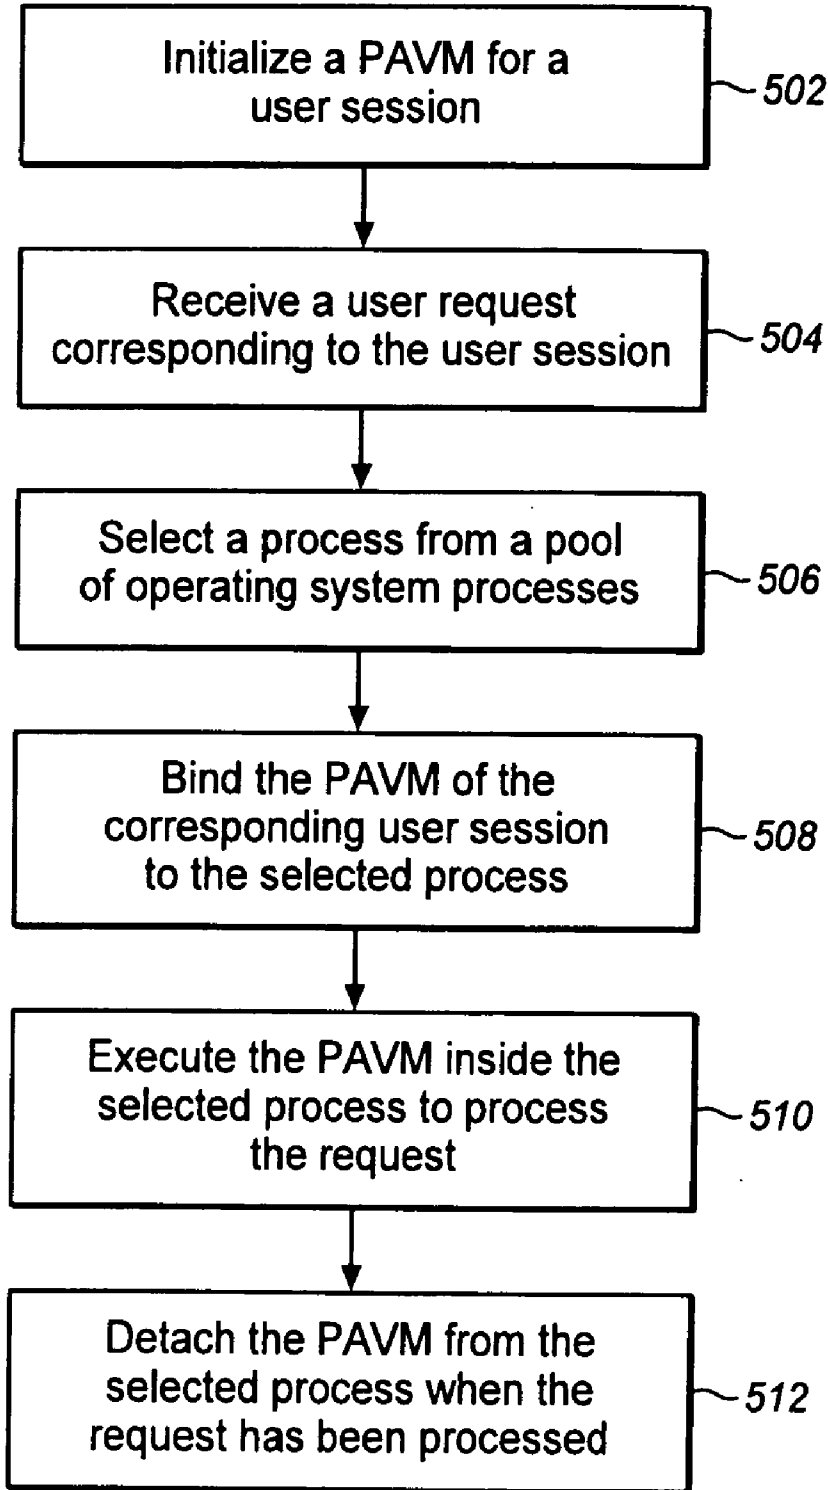 Initialize a PAVM for a
user session
502
Receive a user request
corresponding to the user session
504
Select a process from a pool
of operating system processes
506
Bind the PAVM of the
corresponding user session
to the selected process
508
Execute the PAVM inside the
selected process to process
the request
510
Detach the PAVM from the
selected process when the
request has been processed
512